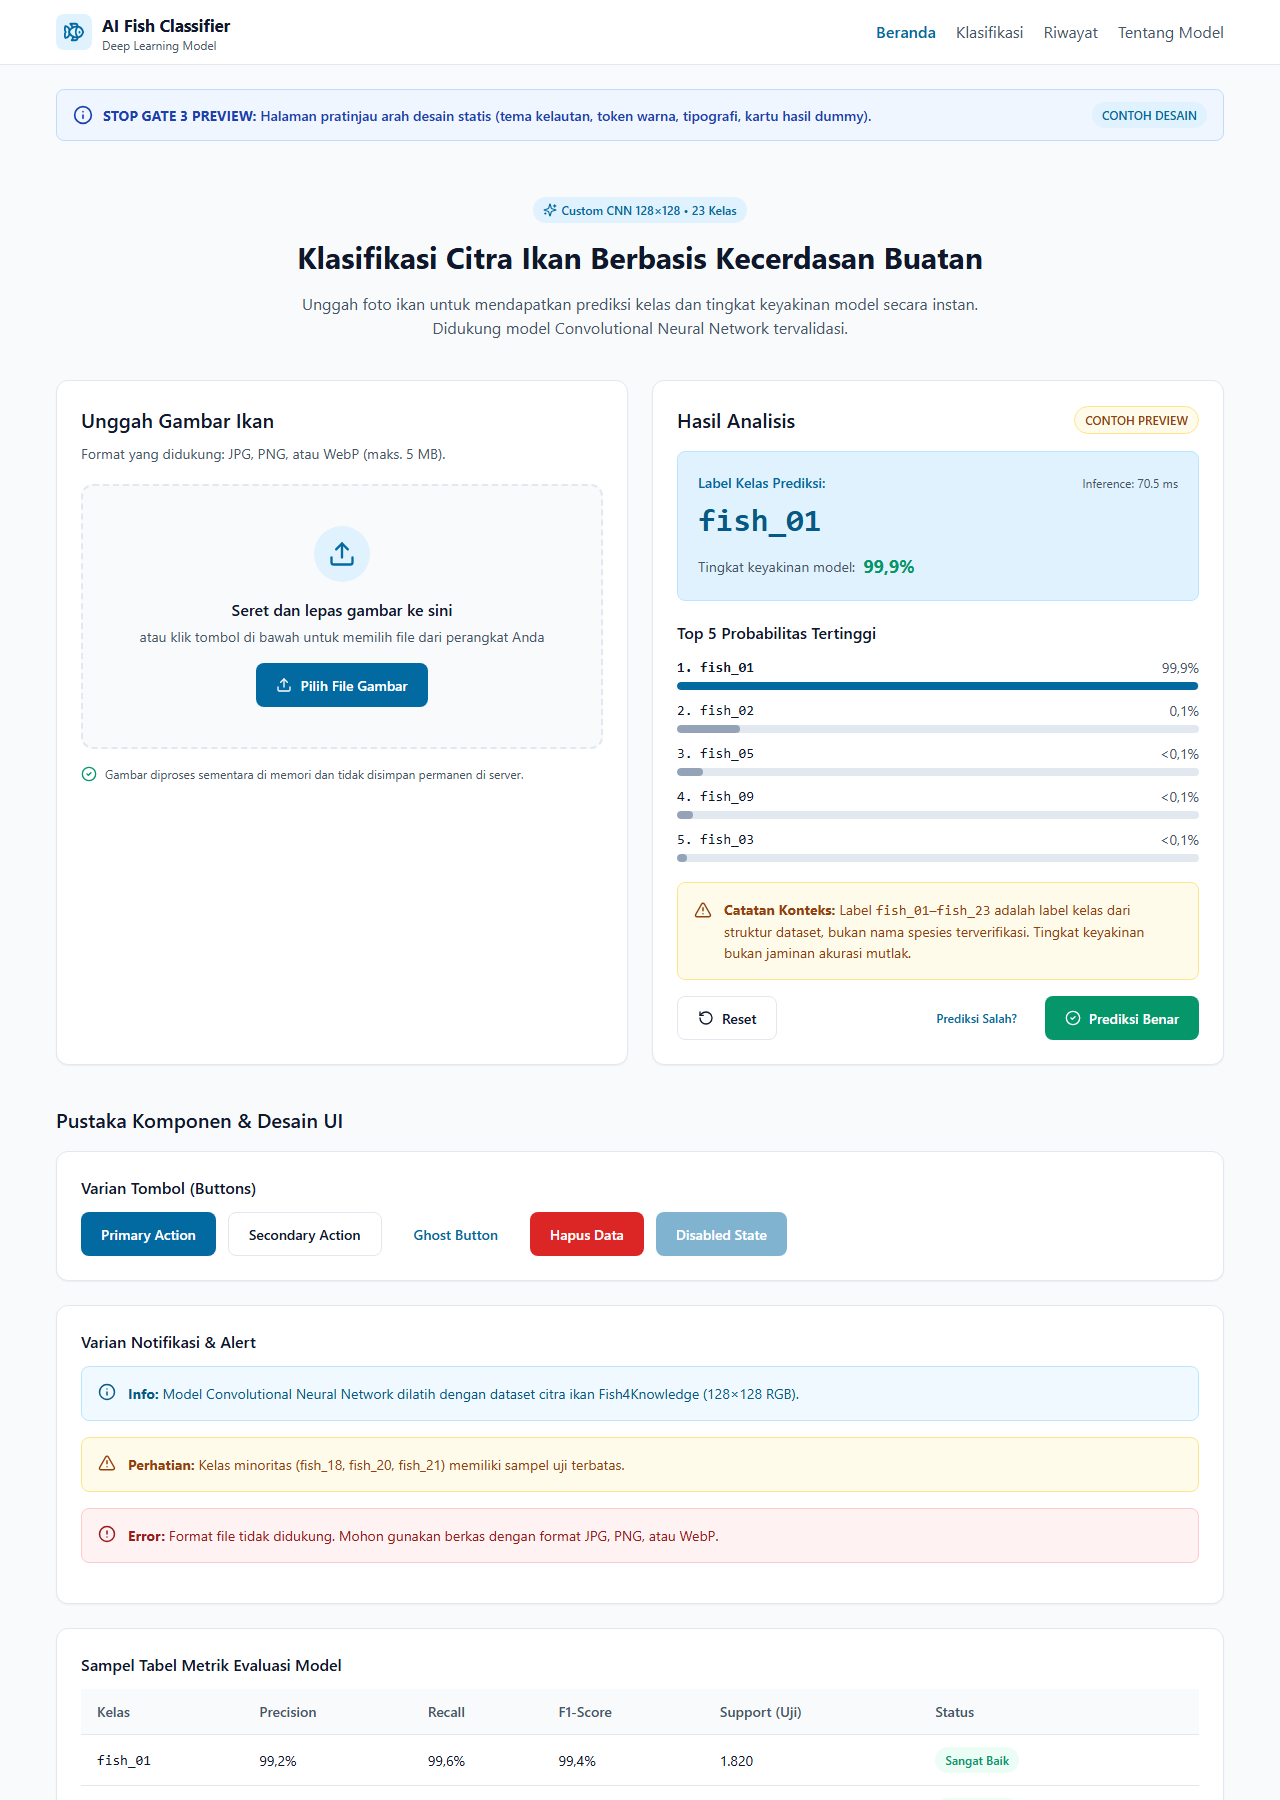 AI Fish Classifier
Deep Learning Model
Beranda
Klasifikasi
Riwayat
Tentang Model
STOP GATE 3 PREVIEW: Halaman pratinjau arah desain statis (tema kelautan, token warna, tipografi, kartu hasil dummy).
CONTOH DESAIN
Custom CNN 128×128 • 23 Kelas
Klasifikasi Citra Ikan Berbasis Kecerdasan Buatan
Unggah foto ikan untuk mendapatkan prediksi kelas dan tingkat keyakinan model secara instan.
Didukung model Convolutional Neural Network tervalidasi.
Unggah Gambar Ikan
Format yang didukung: JPG, PNG, atau WebP (maks. 5 MB).
Seret dan lepas gambar ke sini
atau klik tombol di bawah untuk memilih file dari perangkat Anda
Pilih File Gambar
Gambar diproses sementara di memori dan tidak disimpan permanen di server.
Hasil Analisis
CONTOH PREVIEW
Label Kelas Prediksi:
Inference: 70.5 ms
fish_01
Tingkat keyakinan model: 99,9%
Top 5 Probabilitas Tertinggi
1. fish_01 99,9%
2. fish_02 0,1%
3. fish_05 <0,1%
4. fish_09 <0,1%
5. fish_03 <0,1%
Catatan Konteks: Label fish_01–fish_23 adalah label kelas dari
struktur dataset, bukan nama spesies terverifikasi. Tingkat keyakinan
bukan jaminan akurasi mutlak.
Reset
Prediksi Salah?
Prediksi Benar
Pustaka Komponen & Desain UI
Varian Tombol (Buttons)
Primary Action
Secondary Action
Ghost Button
Hapus Data
Disabled State
Varian Notifikasi & Alert
Info: Model Convolutional Neural Network dilatih dengan dataset citra ikan Fish4Knowledge (128×128 RGB).
Perhatian: Kelas minoritas (fish_18, fish_20, fish_21) memiliki sampel uji terbatas.
Error: Format file tidak didukung. Mohon gunakan berkas dengan format JPG, PNG, atau WebP.
Sampel Tabel Metrik Evaluasi Model
Kelas Precision Recall F1-Score Support (Uji) Status
fish_01 99,2% 99,6% 99,4% 1.820 Sangat Baik